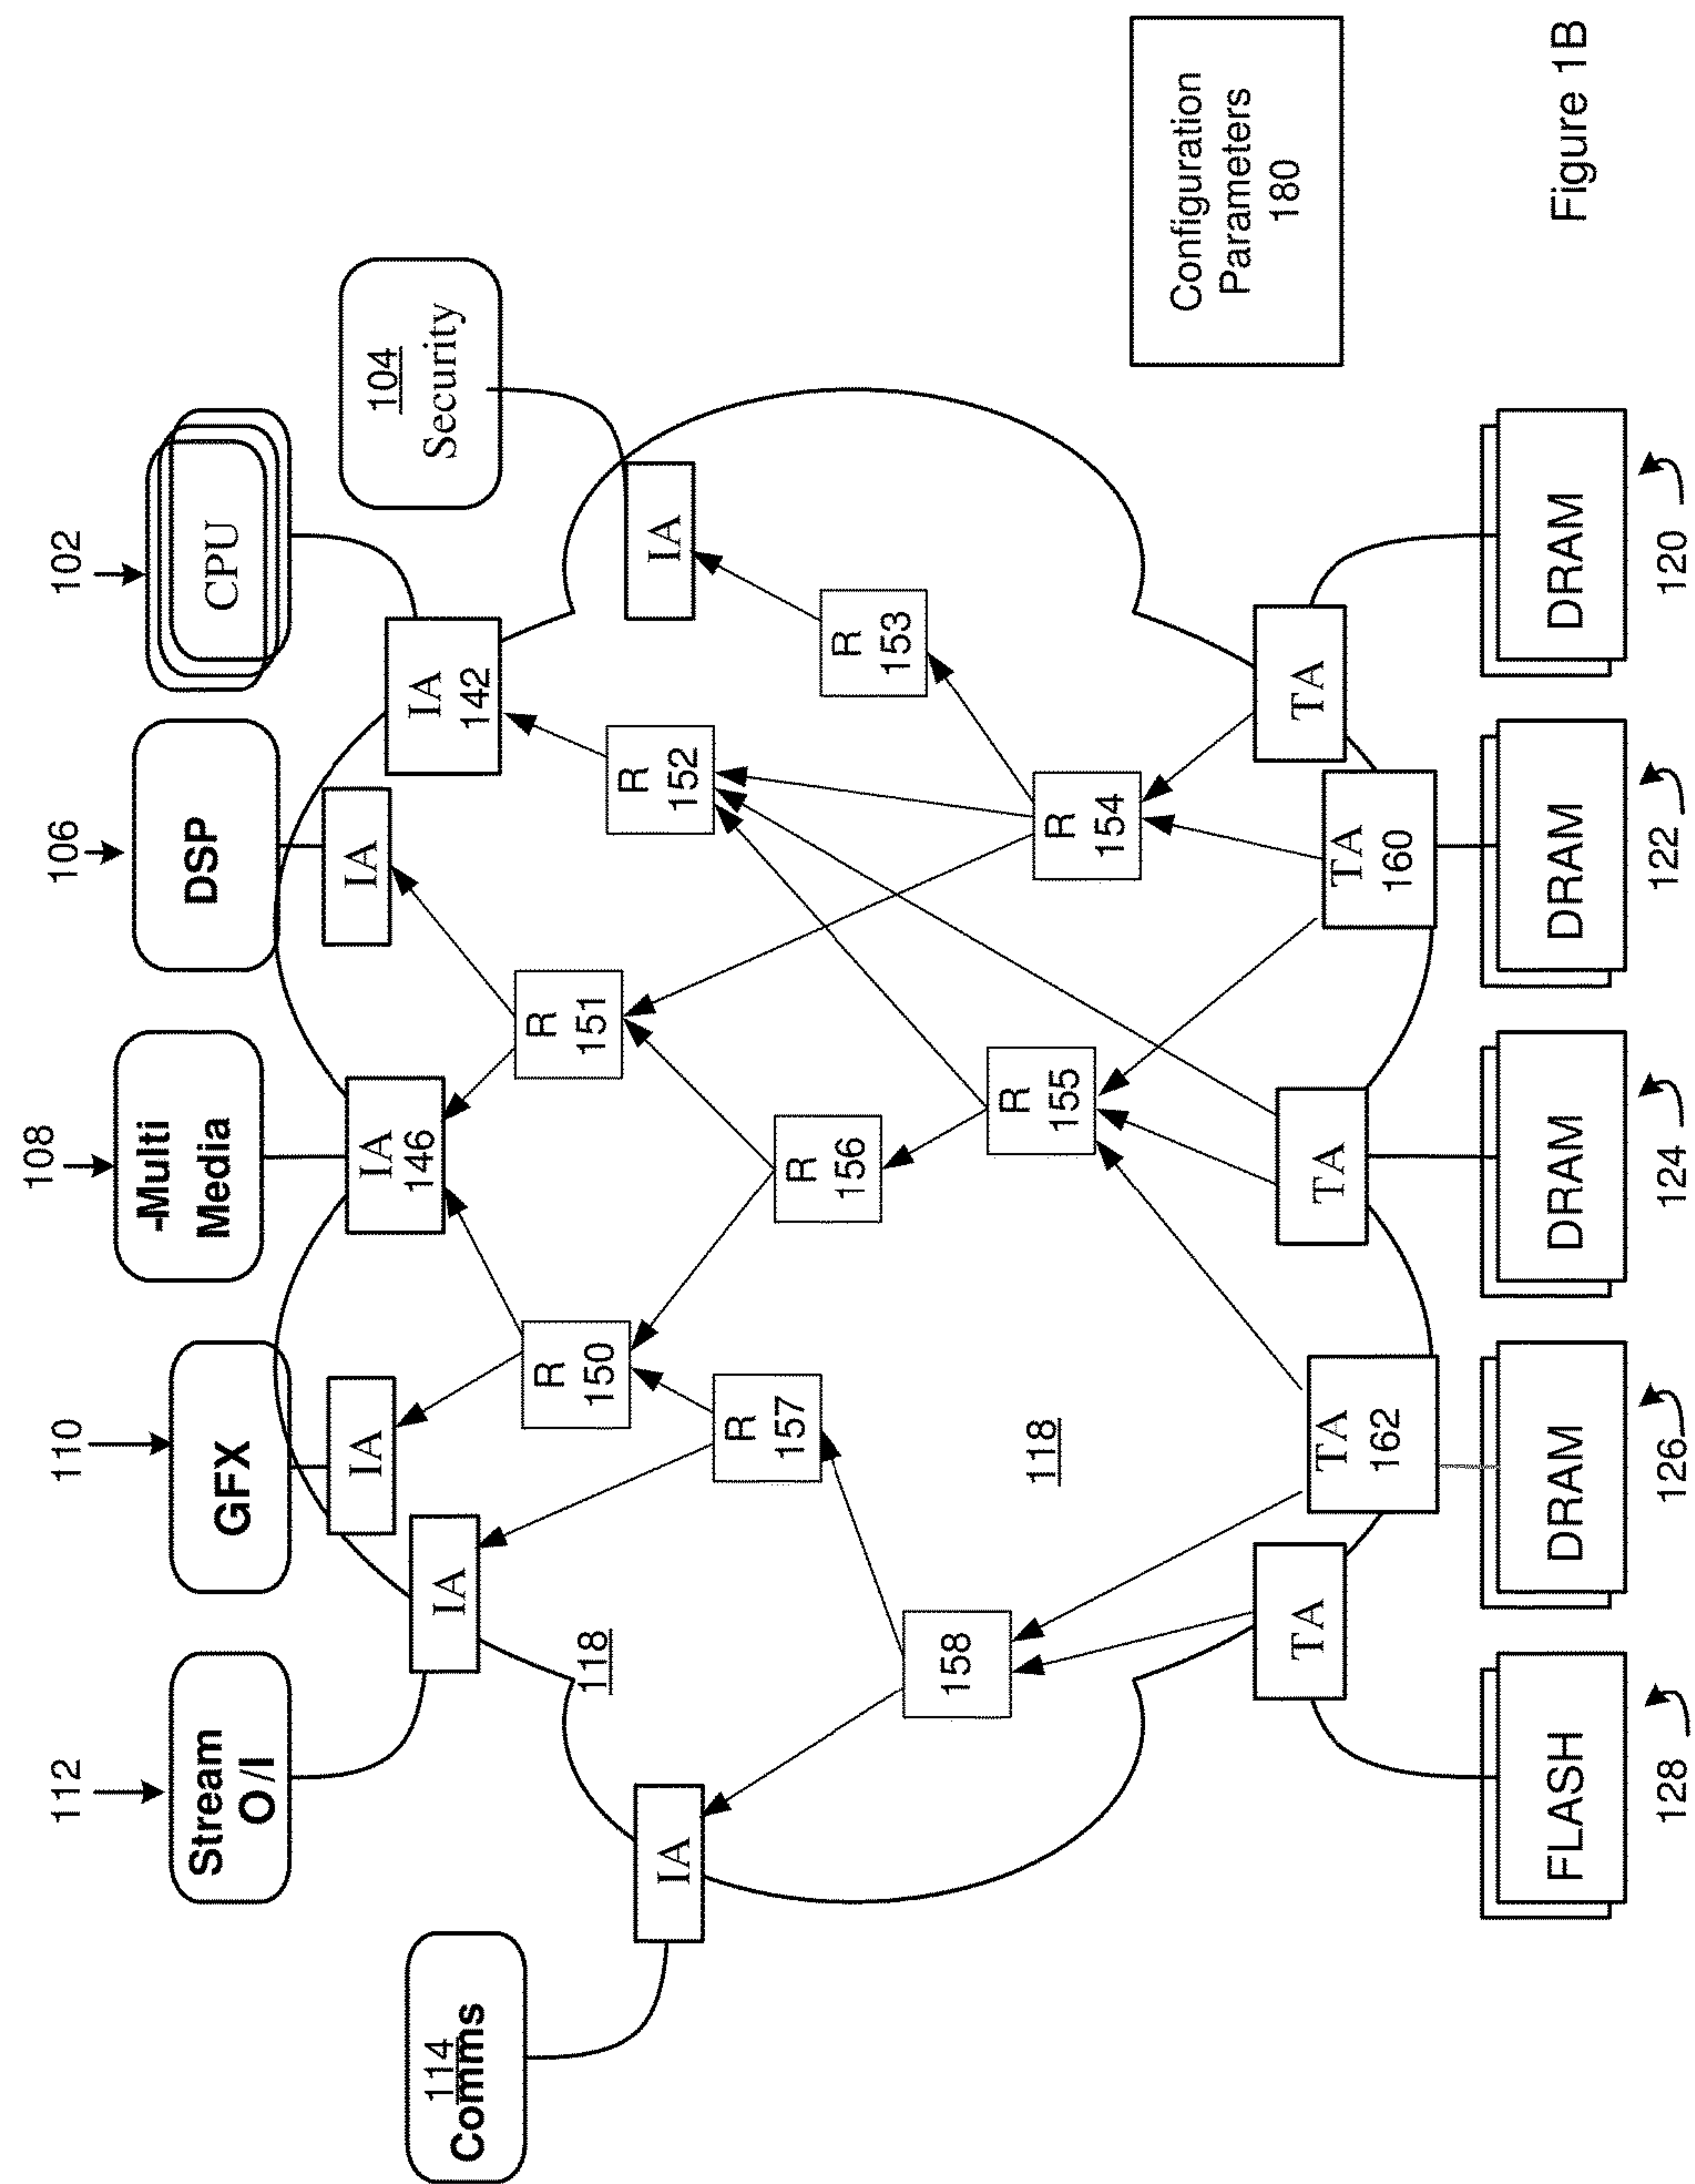 102
106
108
110
112
CPU
DSP
-Multi
Media
GFX
Stream
O/I
104
Security
114
Comms
IA
142
IA
IA
146
IA
IA
IA
IA
R
152
R
151
R
150
R
153
R
157
R
156
R
154
R
155
158
118
118
TA
TA
160
TA
TA
162
TA
DRAM
DRAM
DRAM
DRAM
FLASH
120
122
124
126
128
Configuration
Parameters
180
Figure 1B